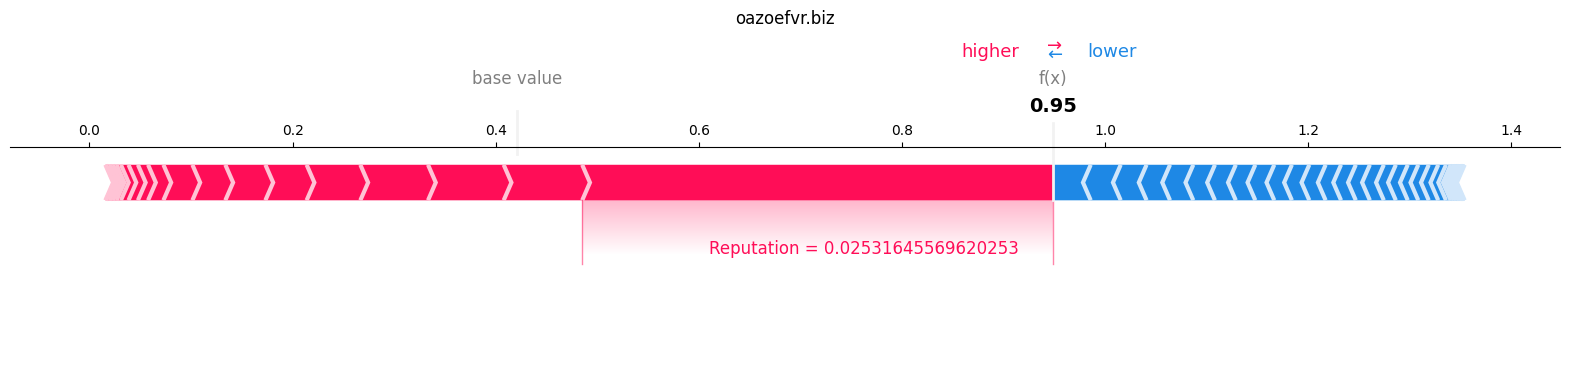 oazoefvr.biz
higher ⇄ lower
base value
f(x)
0.95
0.0 0.2 0.4 0.6 0.8 1.0 1.2 1.4
Reputation = 0.02531645569620253